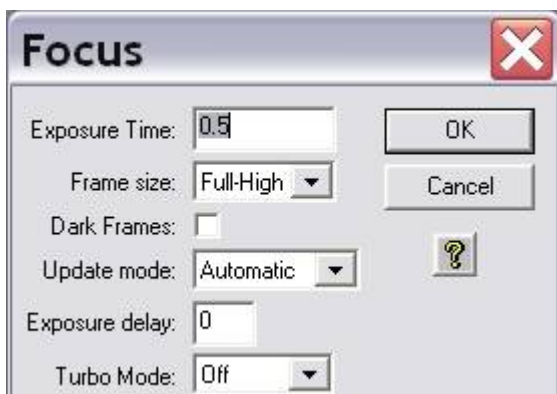 Focus
Exposure Time: 0.5
OK
Frame size: Full-High
Cancel
Dark Frames:
?
Update mode: Automatic
Exposure delay: 0
Turbo Mode: Off